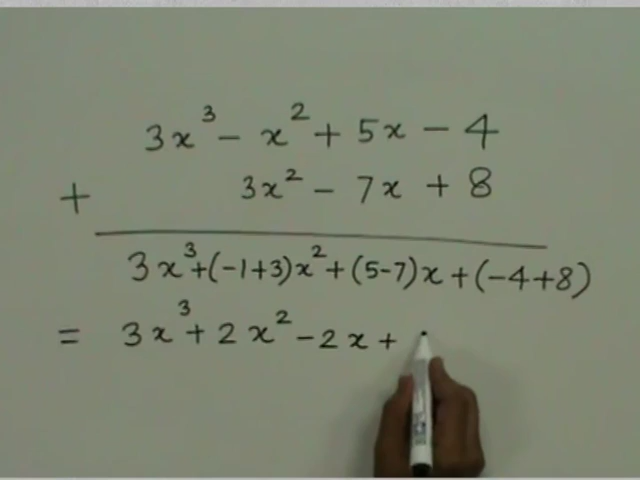 3x³ - x² + 5x - 4
+ 3x² - 7x + 8
3x³+(-1+3)x²+(5-7)x+(-4+8)
= 3x³+2x²-2x+